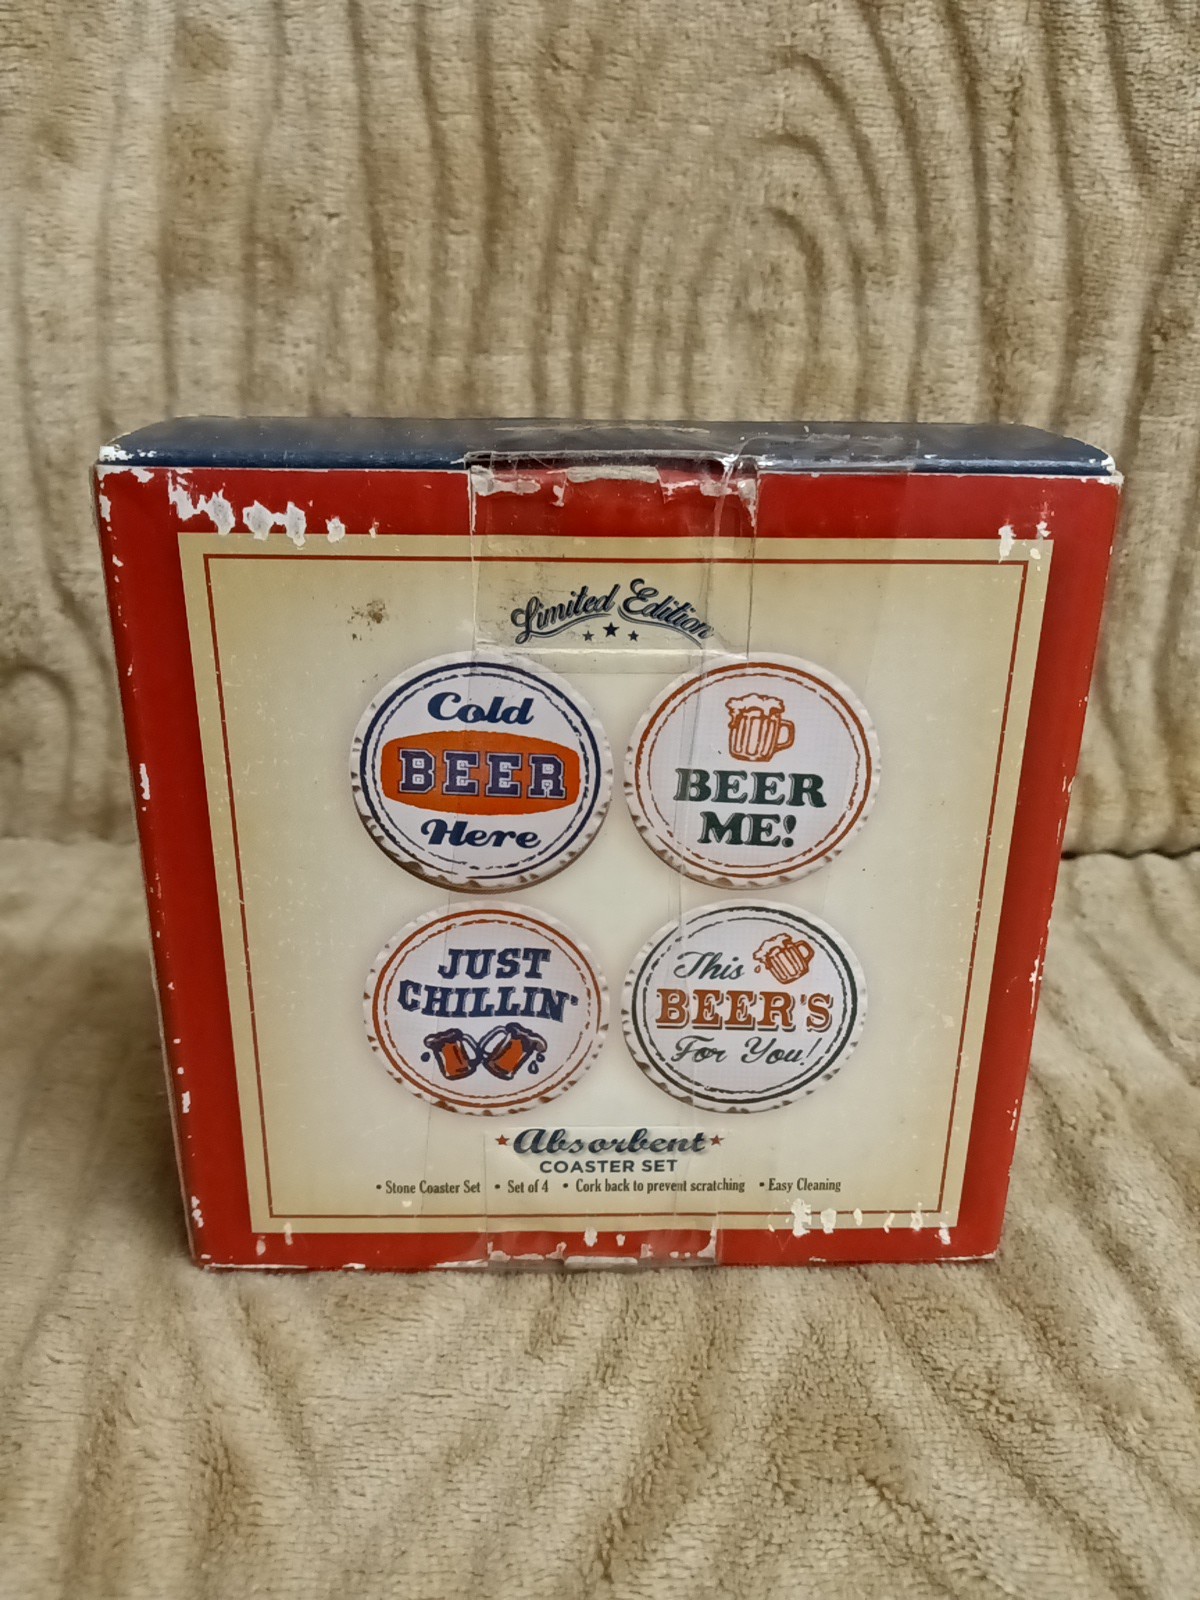 Limited Edition
Cold
BEER
Here
BEER
ME!
JUST
CHILLIN'
This
BEER'S
For You!
Absorbent
COASTER SET
• Stone Coaster Set • Set of 4 • Cork back to prevent scratching • Easy Cleaning